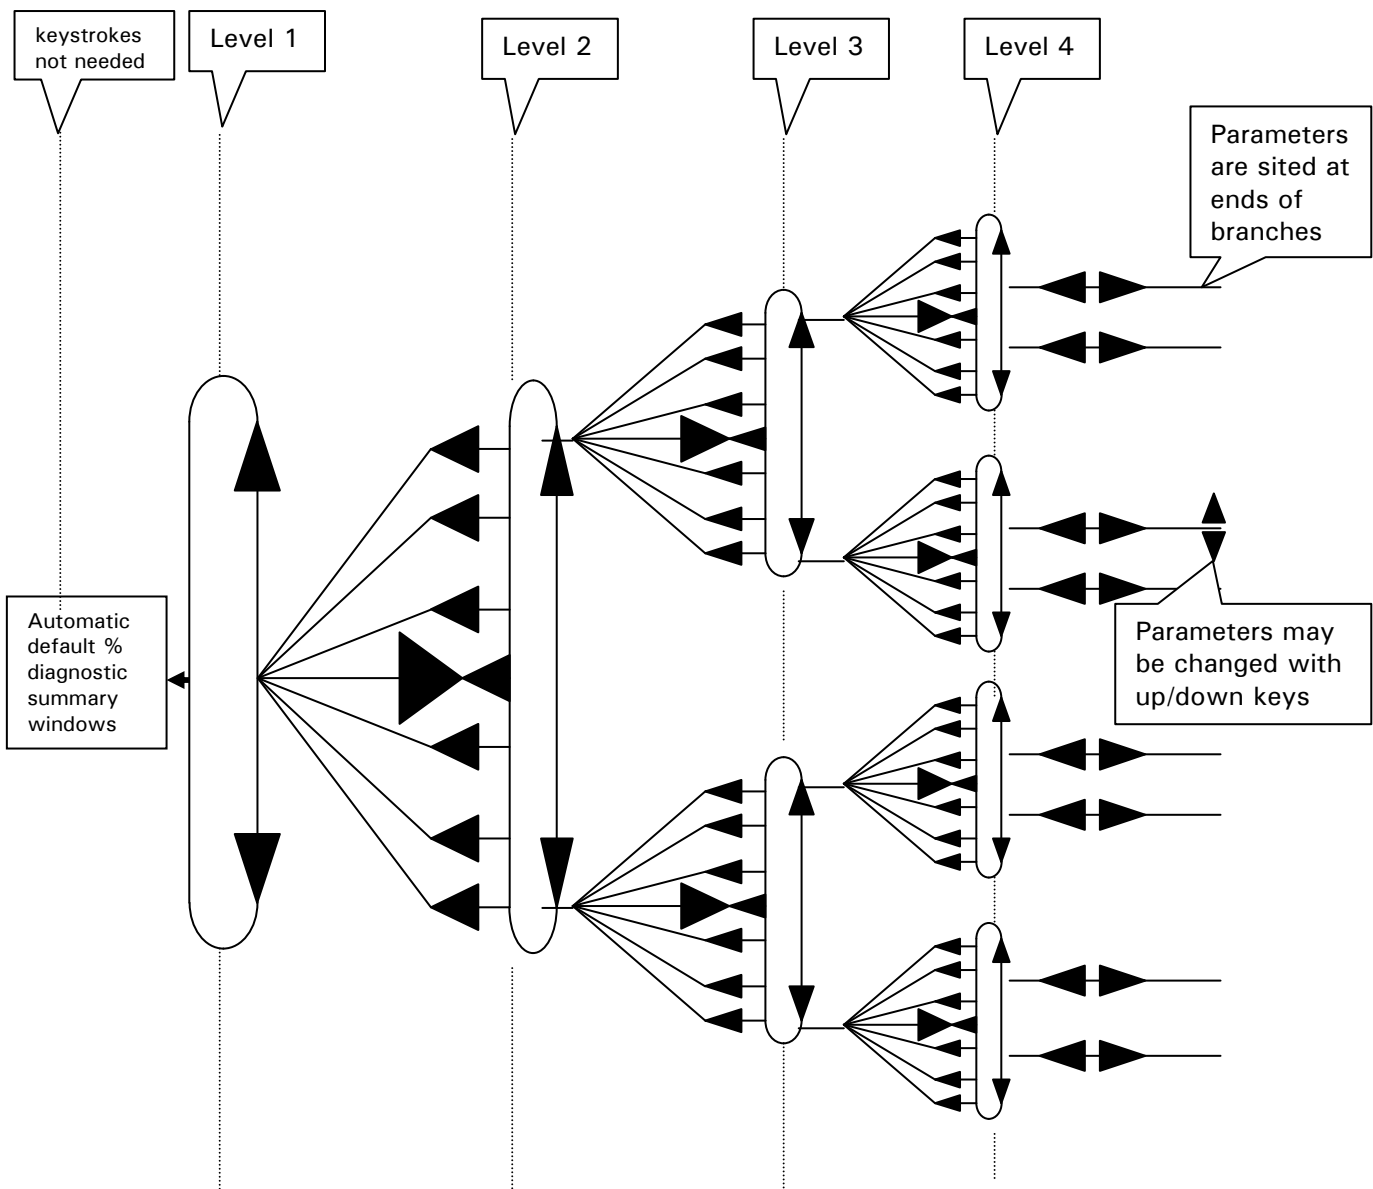 keystrokes
not needed
Level 1
Level 2
Level 3
Level 4
Parameters
are sited at
ends of
branches
Automatic
default %
diagnostic
summary
windows
Parameters may
be changed with
up/down keys